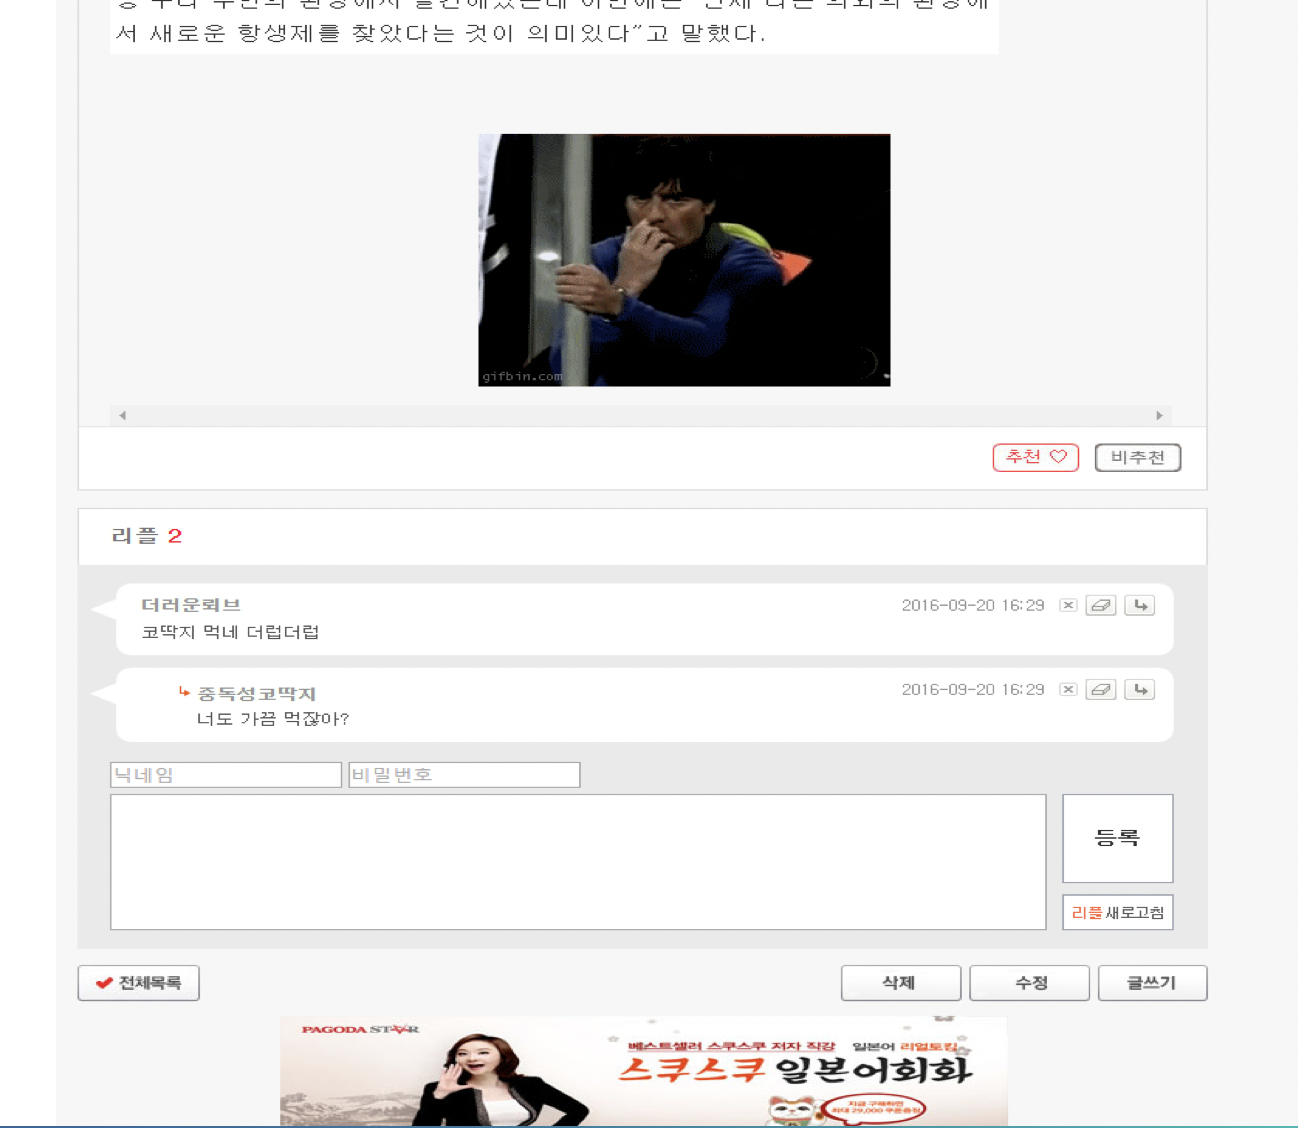 서 새로운 항생제를 찾았다는 것이 의미있다”고 말했다.
gifbin.com
추천 ♡ 비추천
리플 2
더러운뢰브 2016-09-20 16:29
코딱지 먹네 더럽더럽
중독성코딱지 2016-09-20 16:29
너도 가끔 먹잖아?
닉네임 비밀번호
등록
리플새로고침
전체목록 삭제 수정 글쓰기
PAGODA STAR
베스트셀러 스쿠스쿠 저자 직강 일본어 리얼토킹
스쿠스쿠 일본어회화
지금 구매하면
최대 29,000 쿠폰증정